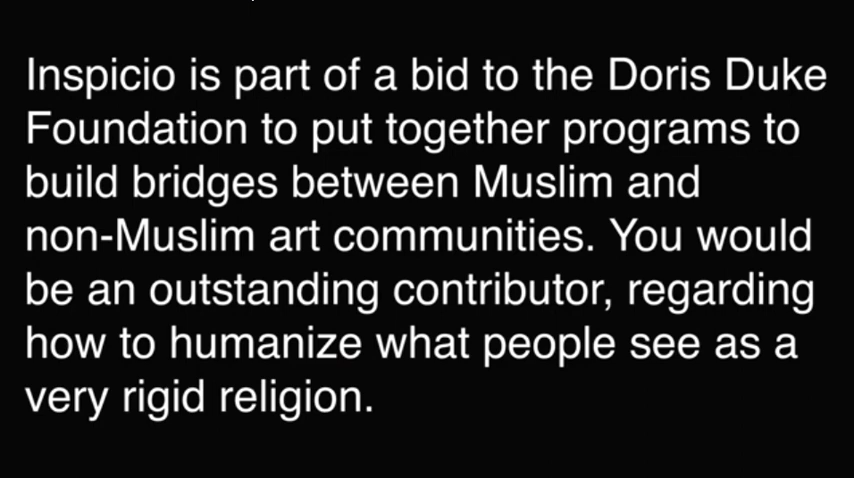 Inspicio is part of a bid to the Doris Duke
Foundation to put together programs to
build bridges between Muslim and
non-Muslim art communities. You would
be an outstanding contributor, regarding
how to humanize what people see as a
very rigid religion.